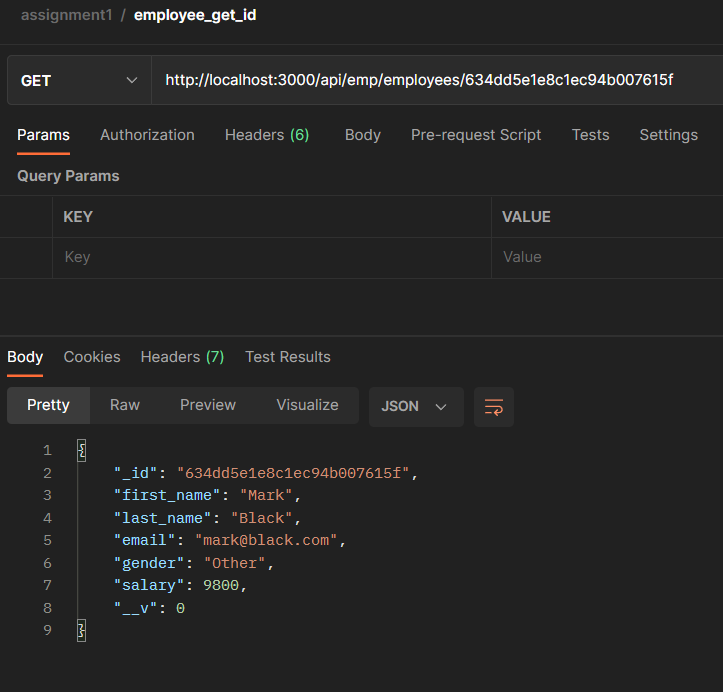 assignment1 / employee_get_id
GET http://localhost:3000/api/emp/employees/634dd5e1e8c1ec94b007615f
Params Authorization Headers (6) Body Pre-request Script Tests Settings
Query Params
KEY VALUE
Key Value
Body Cookies Headers (7) Test Results
Pretty Raw Preview Visualize JSON
1 {
2 "_id": "634dd5e1e8c1ec94b007615f",
3 "first_name": "Mark",
4 "last_name": "Black",
5 "email": "mark@black.com",
6 "gender": "Other",
7 "salary": 9800,
8 "__v": 0
9 }